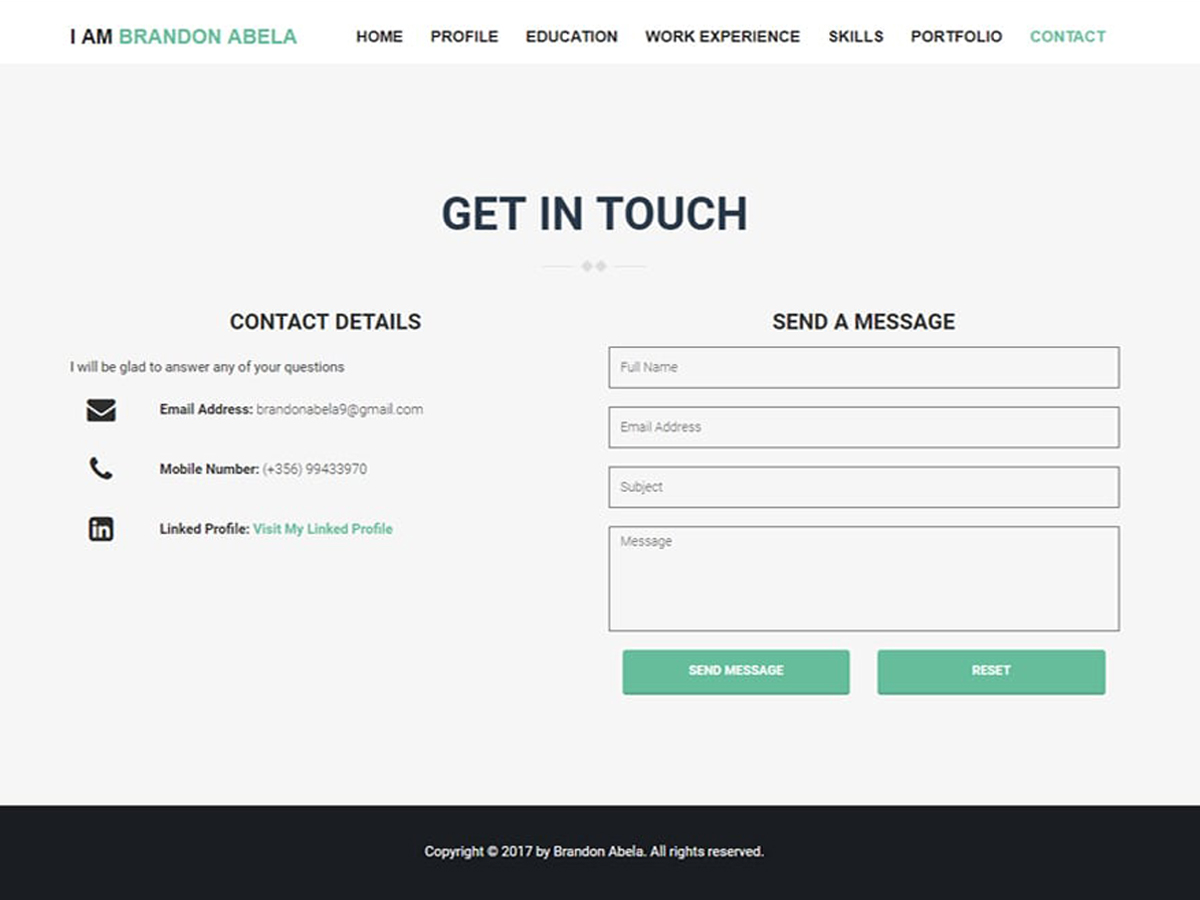 I AM BRANDON ABELA
HOME PROFILE EDUCATION WORK EXPERIENCE SKILLS PORTFOLIO CONTACT
GET IN TOUCH
CONTACT DETAILS
I will be glad to answer any of your questions
Email Address: brandonabela9@gmail.com
Mobile Number: (+356) 99433970
Linked Profile: Visit My Linked Profile
SEND A MESSAGE
Full Name
Email Address
Subject
Message
SEND MESSAGE
RESET
Copyright © 2017 by Brandon Abela. All rights reserved.